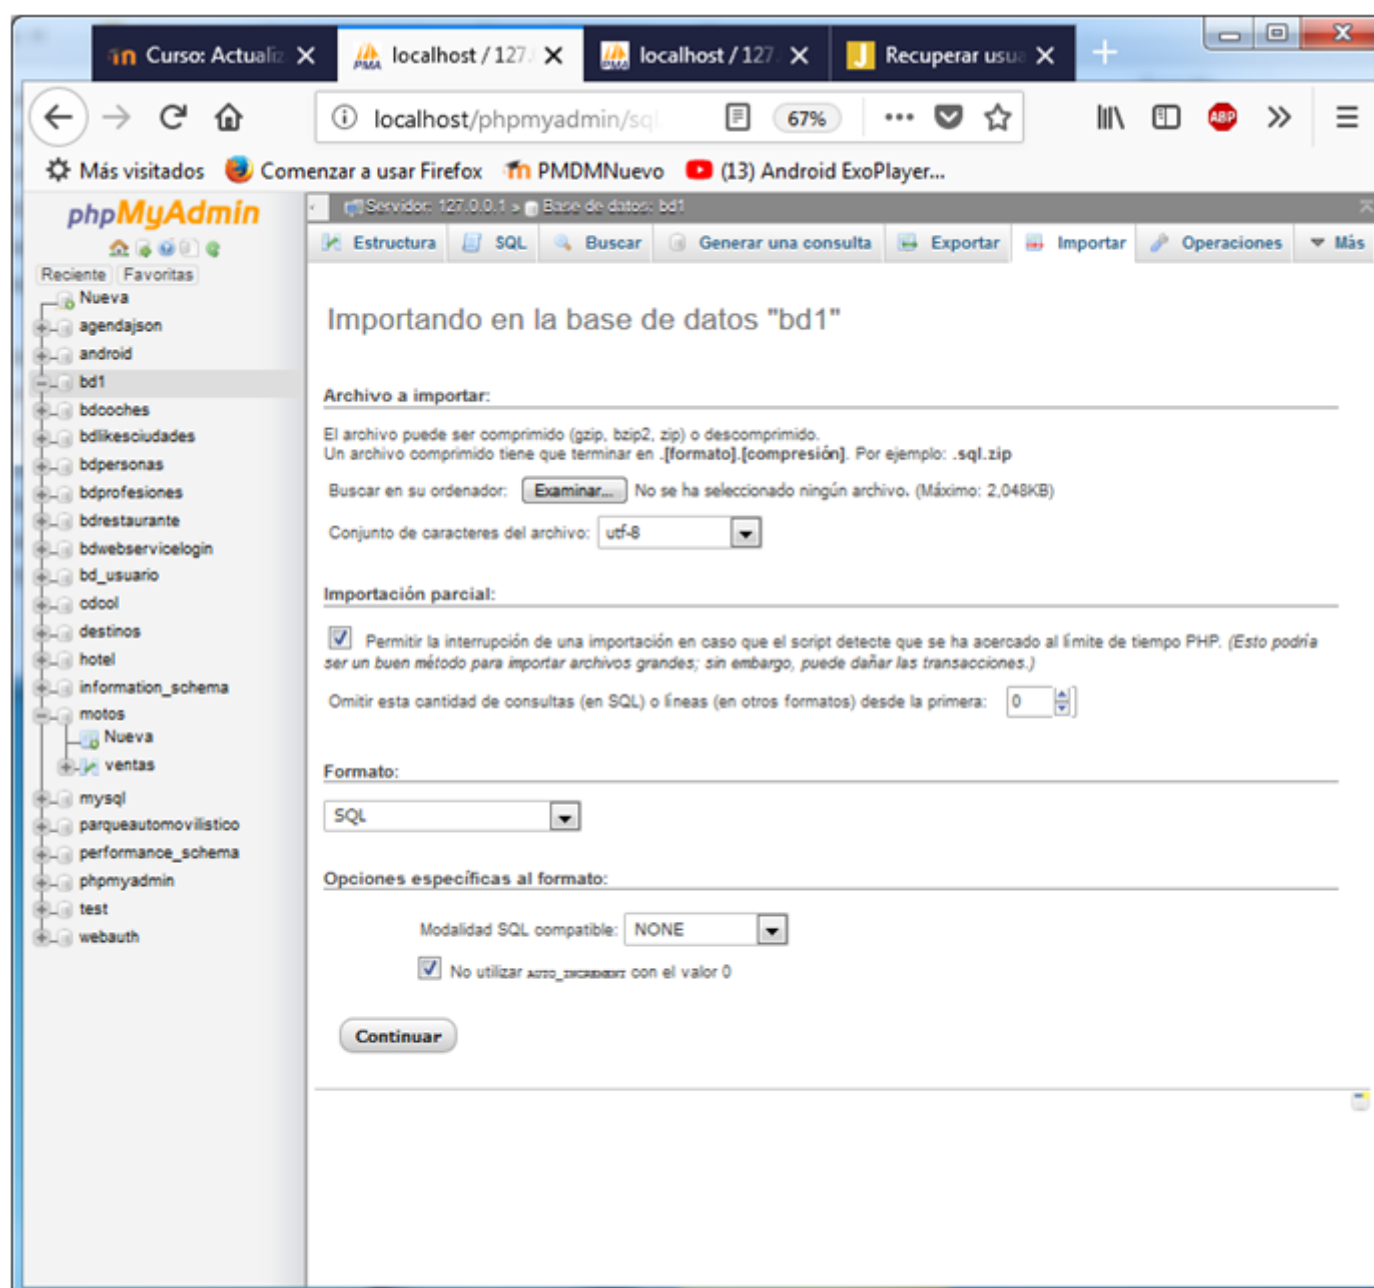 Curso: Actualiz
localhost / 127.
localhost / 127.
Recuperar usua
localhost/phpmyadmin/sql
67%
ABP
Más visitados
Comenzar a usar Firefox
PMDMNuevo
(13) Android ExoPlayer...
phpMyAdmin
Reciente
Favoritas
Nueva
agendajson
android
bd1
bdcoches
bdlikesciudades
bdpersonas
bdprofesiones
bdrestaurante
bdwebservicelogin
bd_usuario
cdcol
destinos
hotel
information_schema
motos
Nueva
ventas
mysql
parqueautomovilistico
performance_schema
phpmyadmin
test
webauth
Servidor: 127.0.0.1 » Base de datos: bd1
Estructura
SQL
Buscar
Generar una consulta
Exportar
Importar
Operaciones
Más
Importando en la base de datos "bd1"
Archivo a importar:
El archivo puede ser comprimido (gzip, bzip2, zip) o descomprimido.
Un archivo comprimido tiene que terminar en .[formato].[compresión]. Por ejemplo: .sql.zip
Buscar en su ordenador: Examinar... No se ha seleccionado ningún archivo. (Máximo: 2,048KB)
Conjunto de caracteres del archivo: utf-8
Importación parcial:
Permitir la interrupción de una importación en caso que el script detecte que se ha acercado al límite de tiempo PHP. (Esto podría
ser un buen método para importar archivos grandes; sin embargo, puede dañar las transacciones.)
Omitir esta cantidad de consultas (en SQL) o líneas (en otros formatos) desde la primera: 0
Formato:
SQL
Opciones específicas al formato:
Modalidad SQL compatible: NONE
No utilizar AUTO_INCREMENT con el valor 0
Continuar